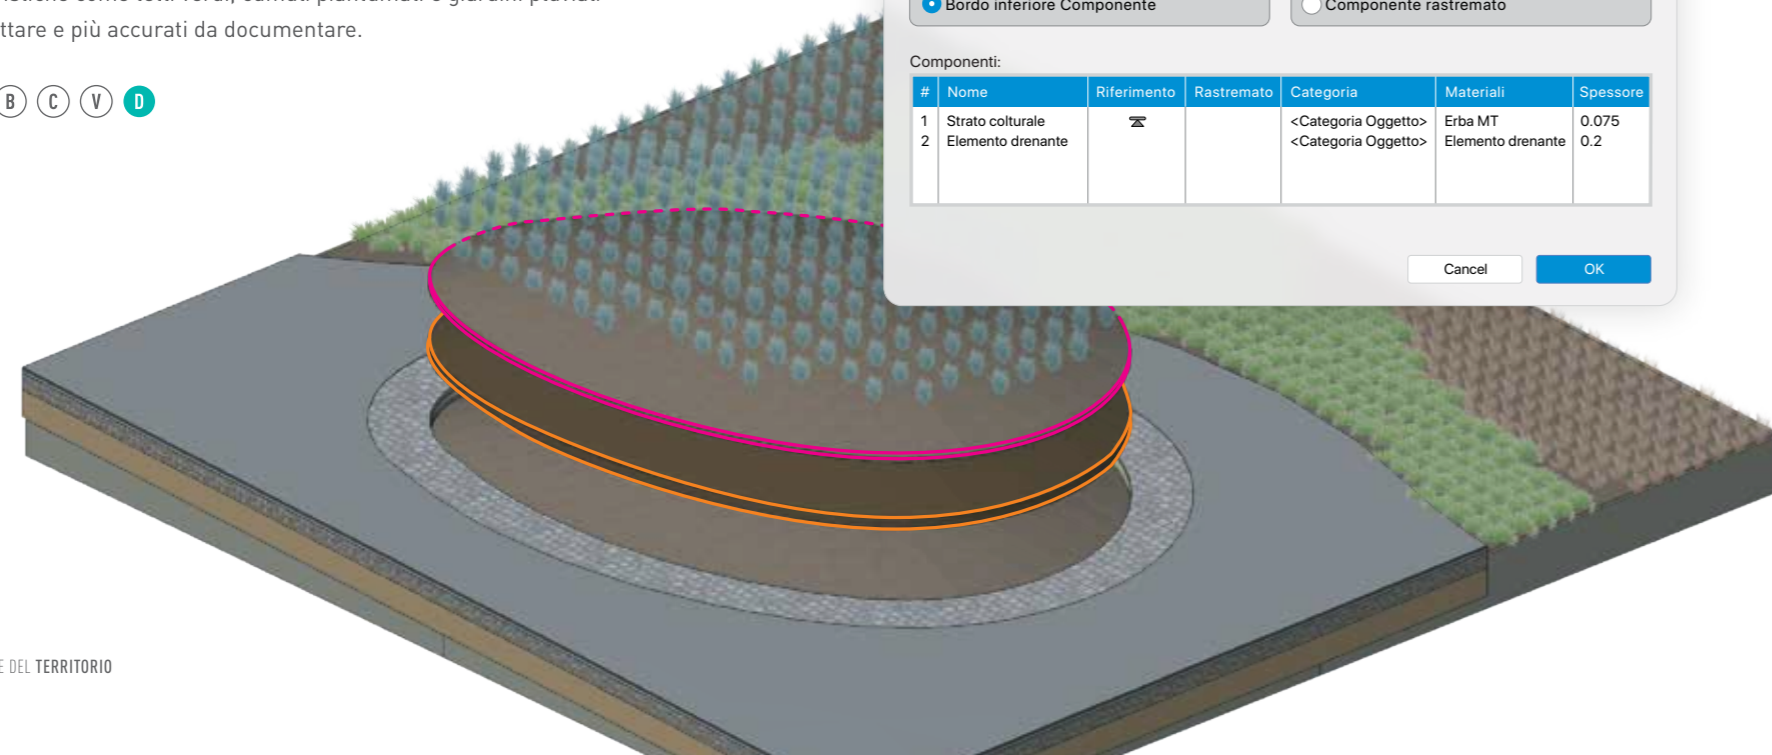 ttare e più accurati da documentare.
B C V D
E DEL TERRITORIO
Bordo inferiore Componente
Componente rastremato
Componenti:
# Nome Riferimento Rastremato Categoria Materiali Spessore
1 Strato colturale <Categoria Oggetto> Erba MT 0.075
2 Elemento drenante <Categoria Oggetto> Elemento drenante 0.2
Cancel OK